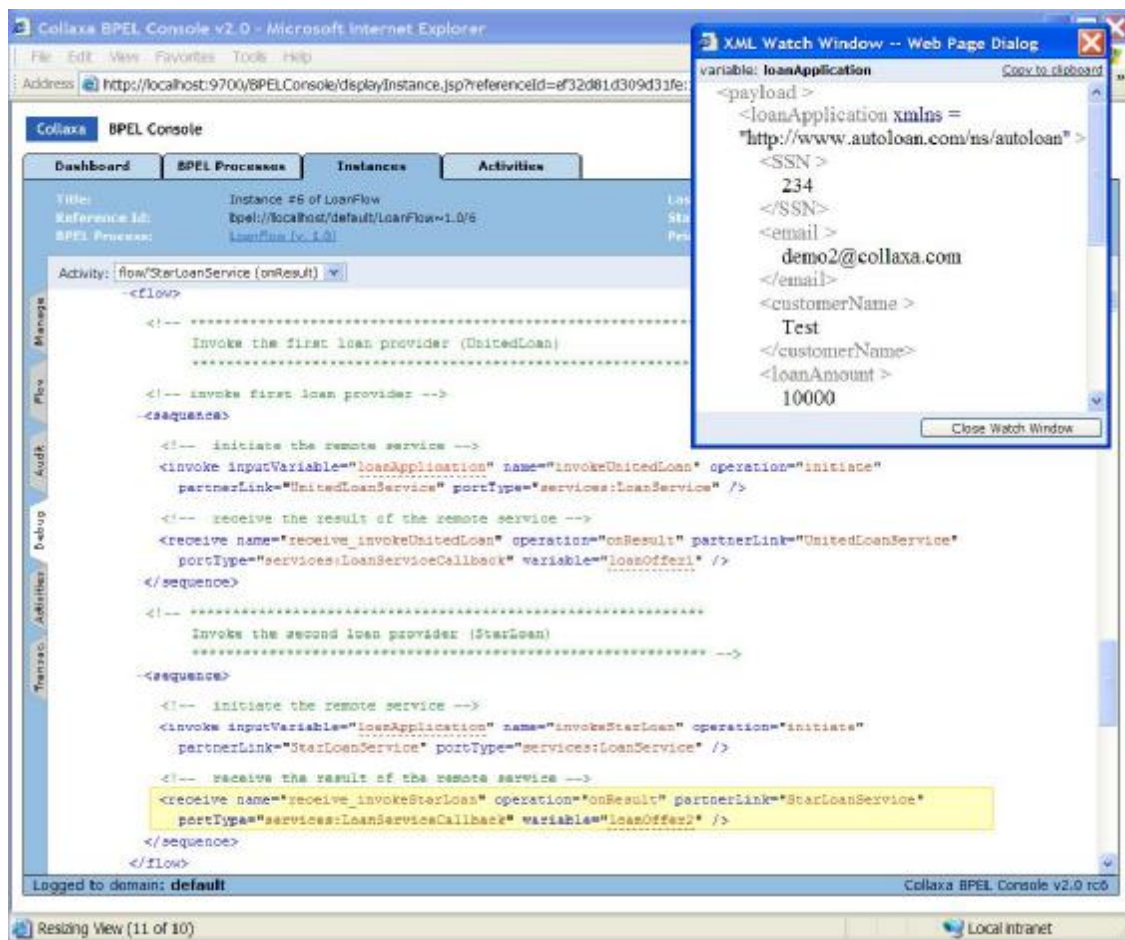 Collaxa BPEL Console v2.0 - Microsoft Internet Explorer
File Edit View Favorites Tools Help
Address http://localhost:9700/BPELConsole/displayInstance.jsp?referenceId=ef32d81d309d31fe:
Collaxa BPEL Console
Dashboard BPEL Processes Instances Activities
Title: Instance #6 of LoanFlow
Reference Id: bpel://localhost/default/LoanFlow~1.0/6
BPEL Process: LoanFlow (v. 1.0)
Las
Sta
Pri
Activity: flow/StarLoanService (onResult)
Manage
Flow
Audit
Debug
Activities
Transac.
-<flow>
<!-- ****************************************************
Invoke the first loan provider (UnitedLoan)
****************************************************
<!-- invoke first loan provider -->
-<sequence>
<!-- initiate the remote service -->
<invoke inputVariable="loanApplication" name="invokeUnitedLoan" operation="initiate"
partnerLink="UnitedLoanService" portType="services:LoanService" />
<!-- receive the result of the remote service -->
<receive name="receive_invokeUnitedLoan" operation="onResult" partnerLink="UnitedLoanService"
portType="services:LoanServiceCallback" variable="loanOffer1" />
</sequence>
<!-- ****************************************************
Invoke the second loan provider (StarLoan)
**************************************************** -->
-<sequence>
<!-- initiate the remote service -->
<invoke inputVariable="loanApplication" name="invokeStarLoan" operation="initiate"
partnerLink="StarLoanService" portType="services:LoanService" />
<!-- receive the result of the remote service -->
<receive name="receive_invokeStarLoan" operation="onResult" partnerLink="StarLoanService"
portType="services:LoanServiceCallback" variable="loanOffer2" />
</sequence>
</flow>
XML Watch Window -- Web Page Dialog
variable: loanApplication Copy to clipboard
<payload >
<loanApplication xmlns =
"http://www.autoloan.com/ns/autoloan" >
<SSN >
234
</SSN>
<email >
demo2@collaxa.com
</email>
<customerName >
Test
</customerName>
<loanAmount >
10000
Close Watch Window
Logged to domain: default Collaxa BPEL Console v2.0 rc6
Resizing View (11 of 10) Local intranet